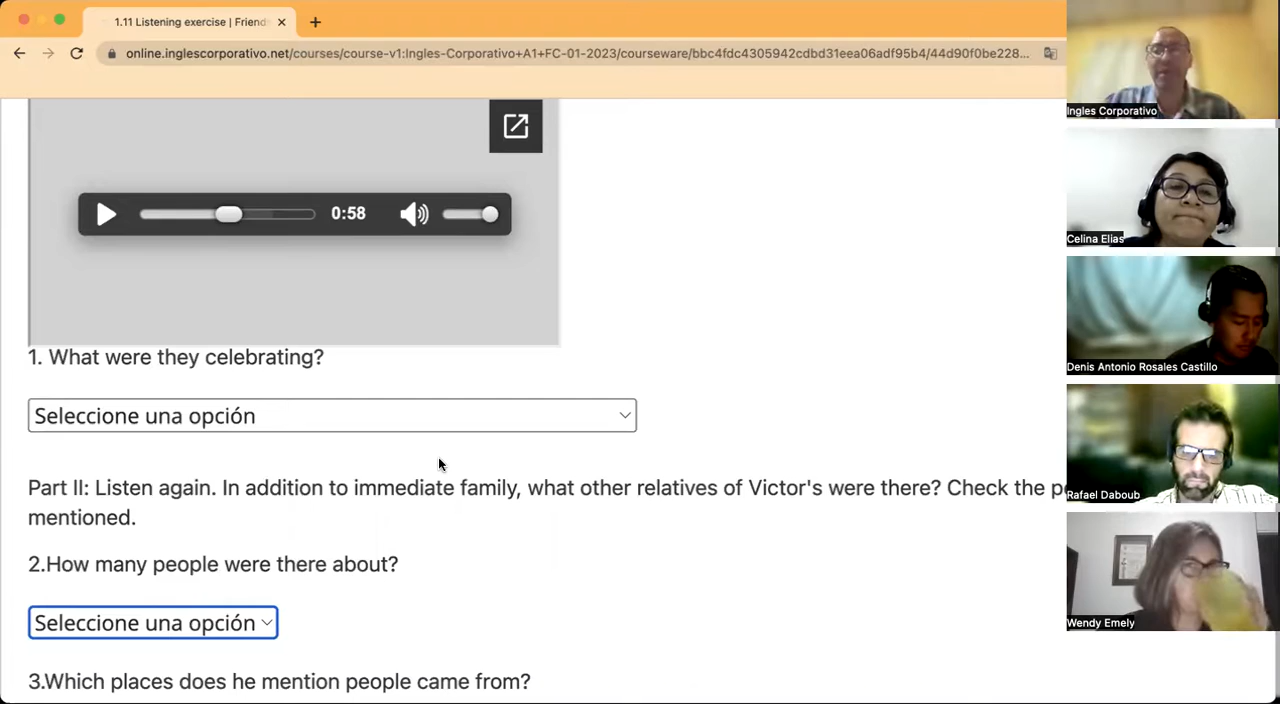 1.11 Listening exercise | Friend
online.inglescorporativo.net/courses/course-v1:Ingles-Corporativo+A1+FC-01-2023/courseware/bbc4fdc4305942cdbd31eea06adf95b4/44d90f0be228...
0:58
1. What were they celebrating?
Seleccione una opción
Part II: Listen again. In addition to immediate family, what other relatives of Victor's were there? Check the
mentioned.
2.How many people were there about?
Seleccione una opción
3.Which places does he mention people came from?
Ingles Corporativo
Celina Elias
Denis Antonio Rosales Castillo
Rafael Daboub
Wendy Emely